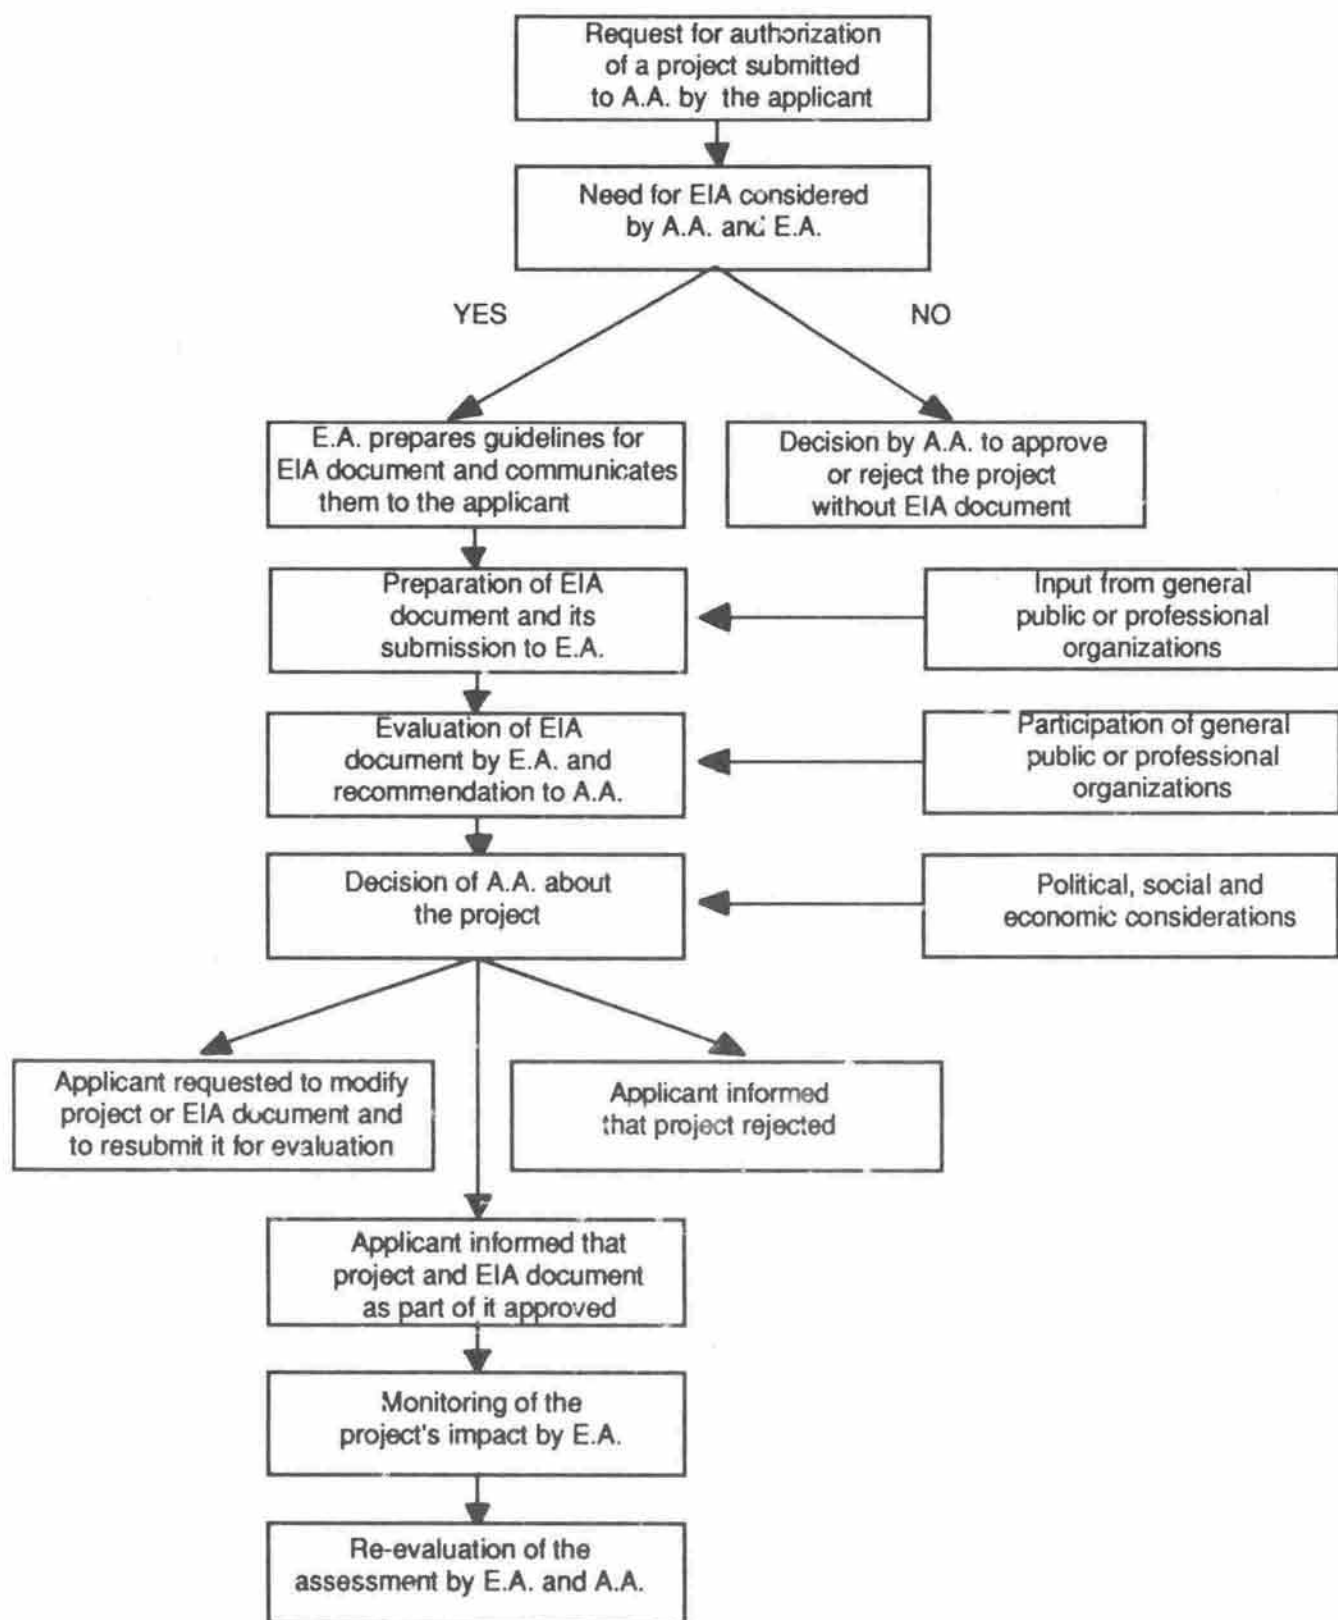 Request for authorization
of a project submitted
to A.A. by the applicant
Need for EIA considered
by A.A. and E.A.
YES
NO
E.A. prepares guidelines for
EIA document and communicates
them to the applicant
Decision by A.A. to approve
or reject the project
without EIA document
Preparation of EIA
document and its
submission to E.A.
Input from general
public or professional
organizations
Evaluation of EIA
document by E.A. and
recommendation to A.A.
Participation of general
public or professional
organizations
Decision of A.A. about
the project
Political, social and
economic considerations
Applicant requested to modify
project or EIA document and
to resubmit it for evaluation
Applicant informed
that project rejected
Applicant informed that
project and EIA document
as part of it approved
Monitoring of the
project's impact by E.A.
Re-evaluation of the
assessment by E.A. and A.A.